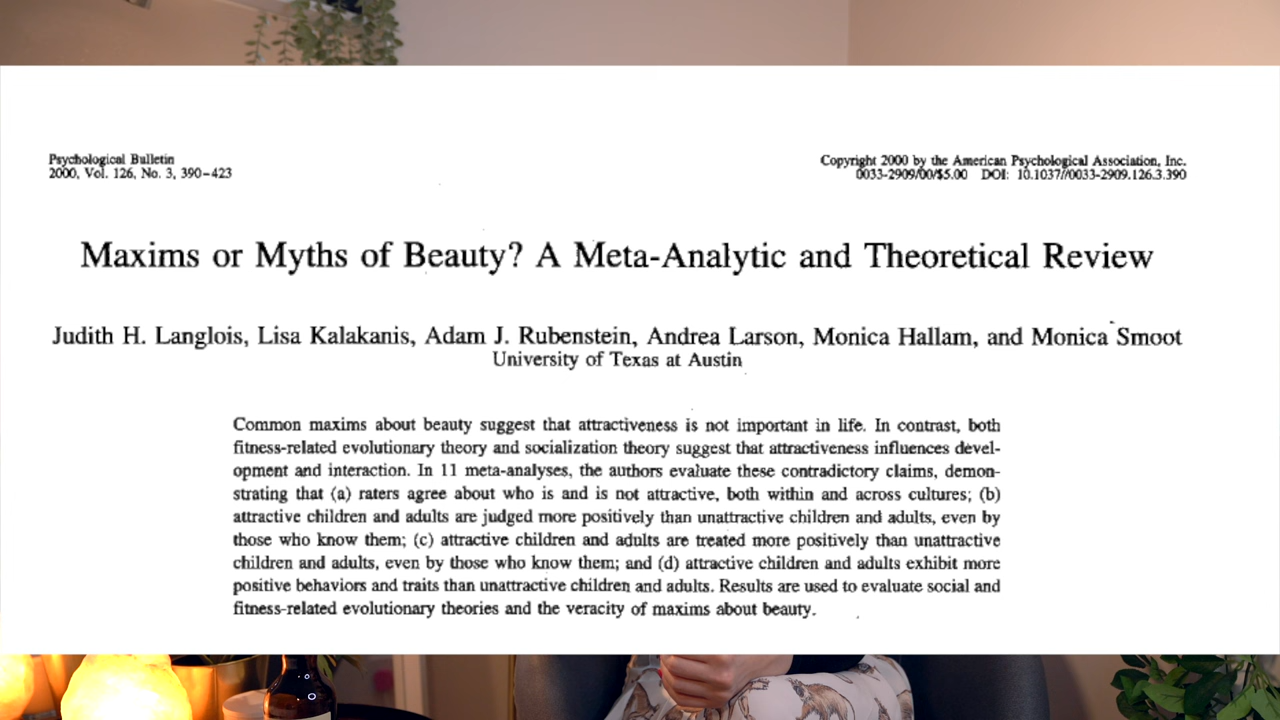 Psychological Bulletin
2000, Vol. 126, No. 3, 390–423
Copyright 2000 by the American Psychological Association, Inc.
0033-2909/00/$5.00 DOI: 10.1037//0033-2909.126.3.390
Maxims or Myths of Beauty? A Meta-Analytic and Theoretical Review
Judith H. Langlois, Lisa Kalakanis, Adam J. Rubenstein, Andrea Larson, Monica Hallam, and Monica Smoot
University of Texas at Austin
Common maxims about beauty suggest that attractiveness is not important in life. In contrast, both
fitness-related evolutionary theory and socialization theory suggest that attractiveness influences devel-
opment and interaction. In 11 meta-analyses, the authors evaluate these contradictory claims, demon-
strating that (a) raters agree about who is and is not attractive, both within and across cultures; (b)
attractive children and adults are judged more positively than unattractive children and adults, even by
those who know them; (c) attractive children and adults are treated more positively than unattractive
children and adults, even by those who know them; and (d) attractive children and adults exhibit more
positive behaviors and traits than unattractive children and adults. Results are used to evaluate social and
fitness-related evolutionary theories and the veracity of maxims about beauty.